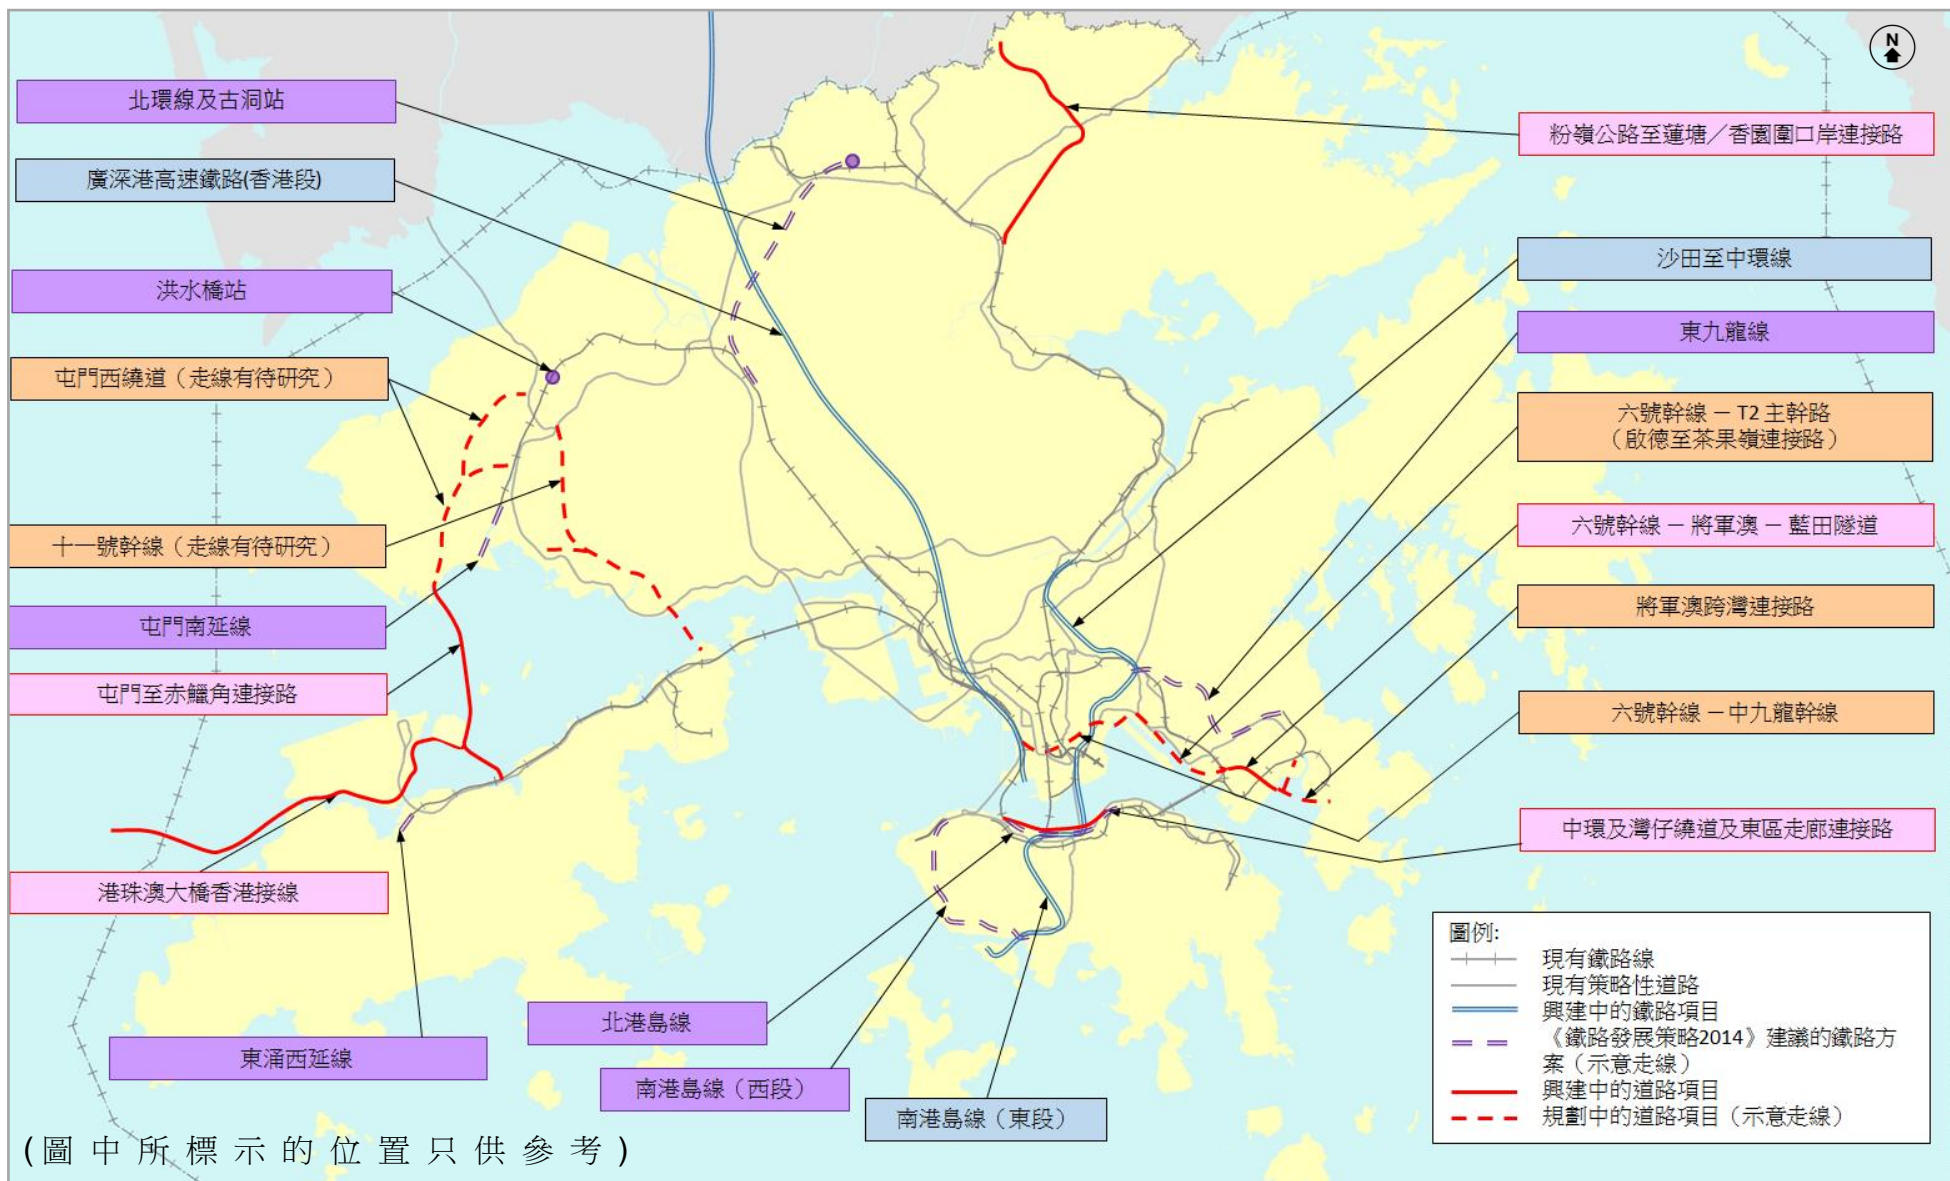 N
北環線及古洞站
廣深港高速鐵路(香港段)
洪水橋站
屯門西繞道（走線有待研究）
十一號幹線（走線有待研究）
屯門南延線
屯門至赤鱲角連接路
港珠澳大橋香港接線
東涌西延線
北港島線
南港島線（西段）
南港島線（東段）
粉嶺公路至蓮塘／香園圍口岸連接路
沙田至中環線
東九龍線
六號幹線 － T2 主幹路
（啟德至茶果嶺連接路）
六號幹線 － 將軍澳 － 藍田隧道
將軍澳跨灣連接路
六號幹線 －中九龍幹線
中環及灣仔繞道及東區走廊連接路
圖例:
現有鐵路線
現有策略性道路
興建中的鐵路項目
《鐵路發展策略2014》建議的鐵路方
案（示意走線）
興建中的道路項目
規劃中的道路項目（示意走線）
(圖中所標示的位置只供參考)